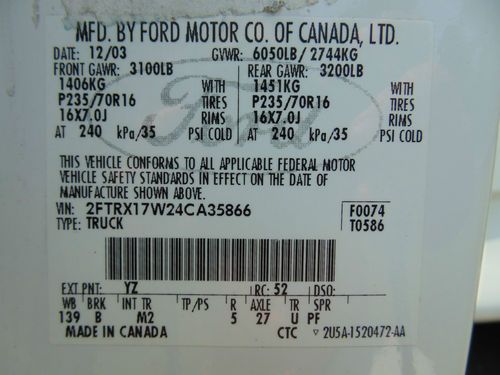 MFD. BY FORD MOTOR CO. OF CANADA, LTD.
DATE: 12/03 GVWR: 6050LB/2744KG
FRONT GAWR: 3100LB REAR GAWR: 3200LB
1406KG WITH 1451KG WITH
P235/70R16 TIRES P235/70R16 TIRES
16X7.0J RIMS 16X7.0J RIMS
AT 240 kPa/35 PSI COLD AT 240 kPa/35 PSI COLD
Ford
THIS VEHICLE CONFORMS TO ALL APPLICABLE FEDERAL MOTOR
VEHICLE SAFETY STANDARDS IN EFFECT ON THE DATE OF
MANUFACTURE SHOWN ABOVE.
VIN: 2FTRX17W24CA35866 F0074
TYPE: TRUCK T0586
EXT PNT: YZ RC: 52 DSO:
WB BRK INT TR TP/PS R AXLE TR SPR
139 B M2 5 27 U PF
MADE IN CANADA CTC 2U5A-1520472-AA